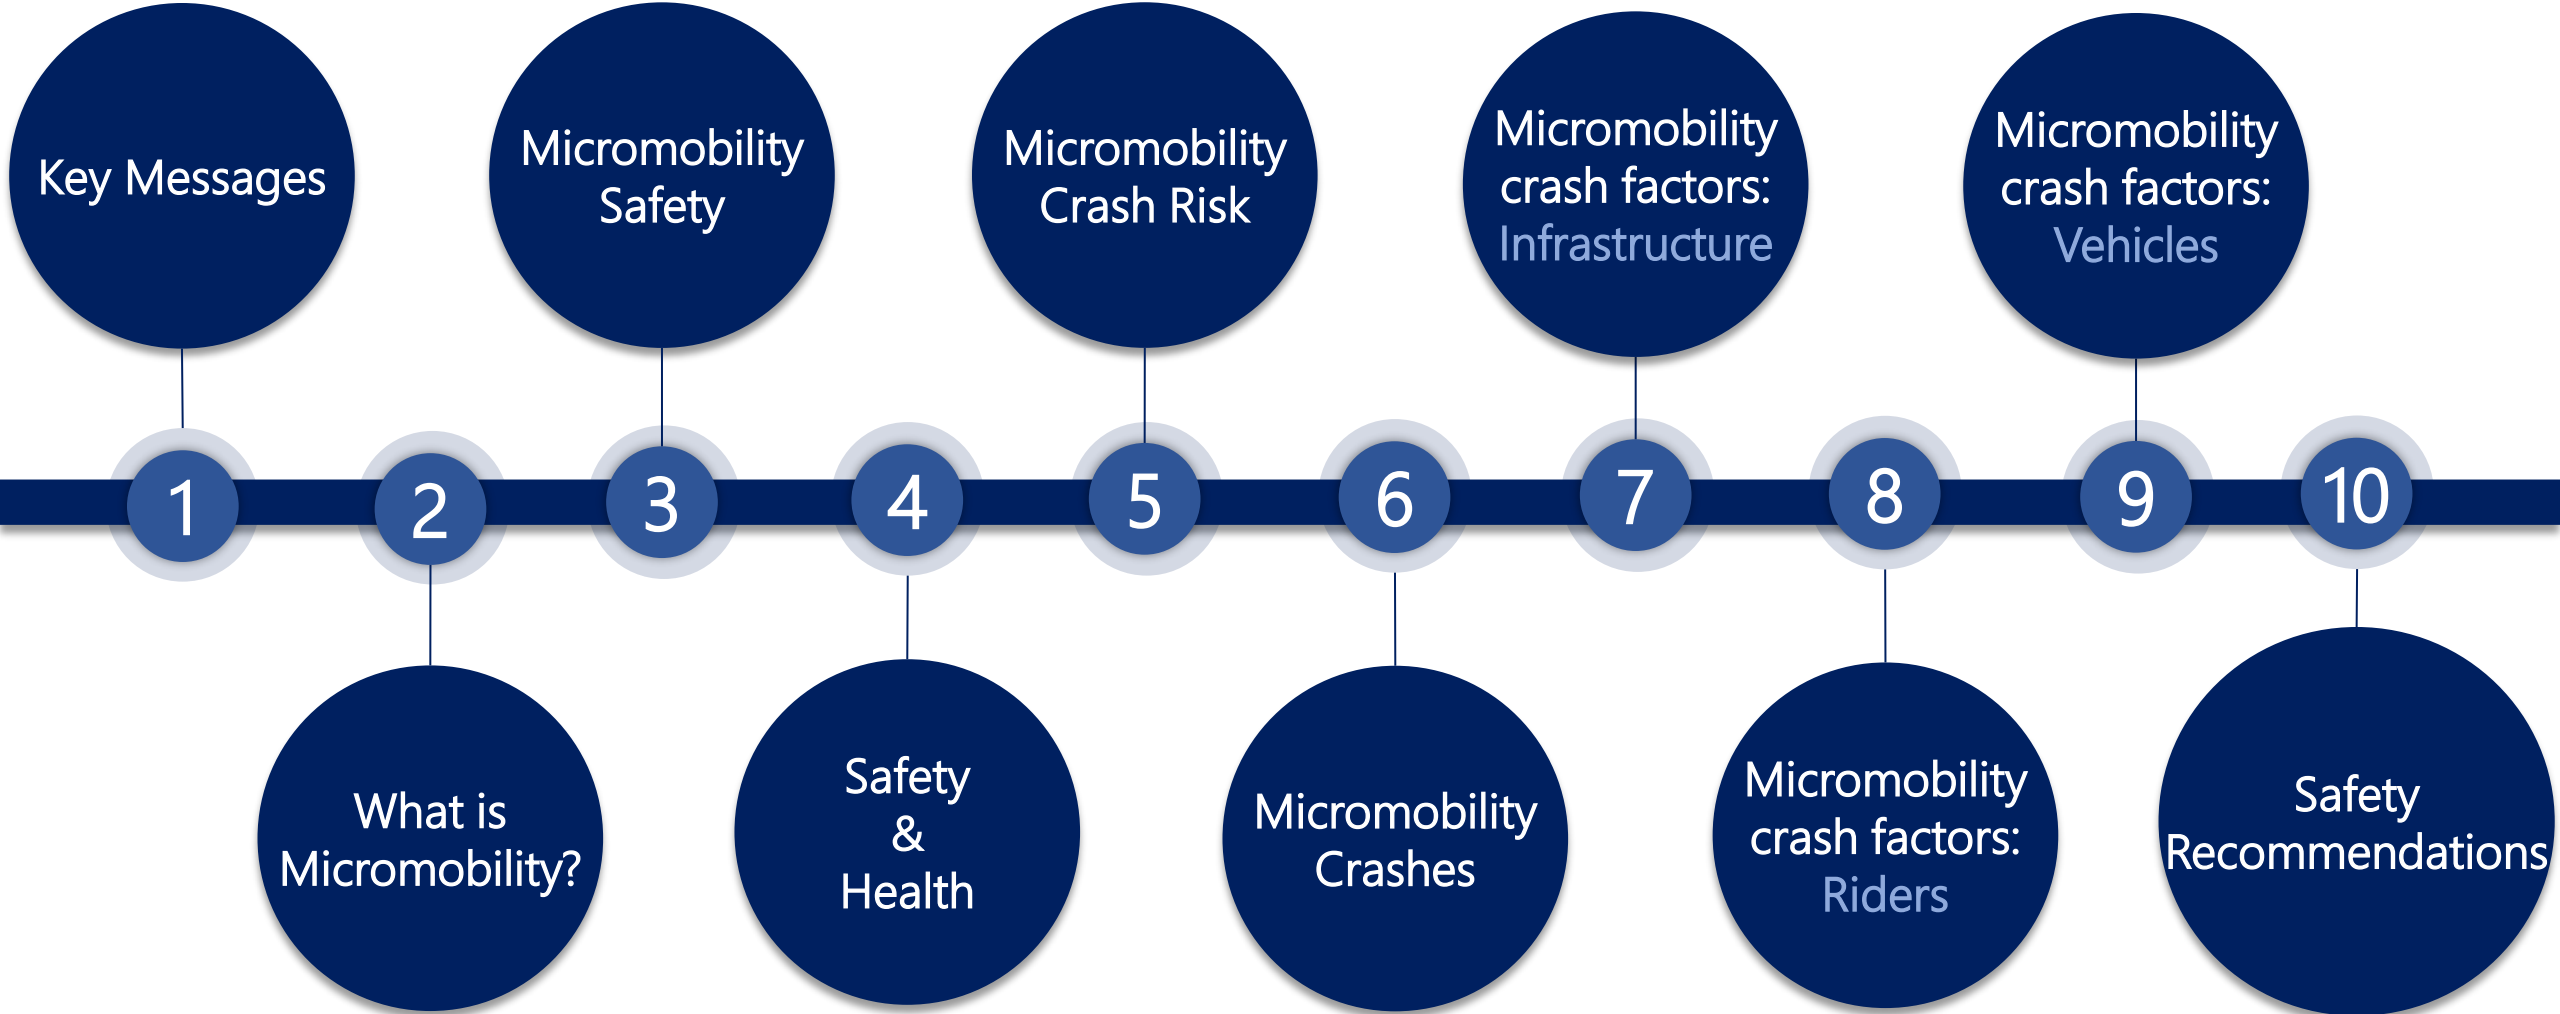 Key Messages
Micromobility
Safety
Micromobility
Crash Risk
Micromobility
crash factors:
Infrastructure
Micromobility
crash factors:
Vehicles
1
2
3
4
5
6
7
8
9
10
What is
Micromobility?
Safety
&
Health
Micromobility
Crashes
Micromobility
crash factors:
Riders
Safety
Recommendations